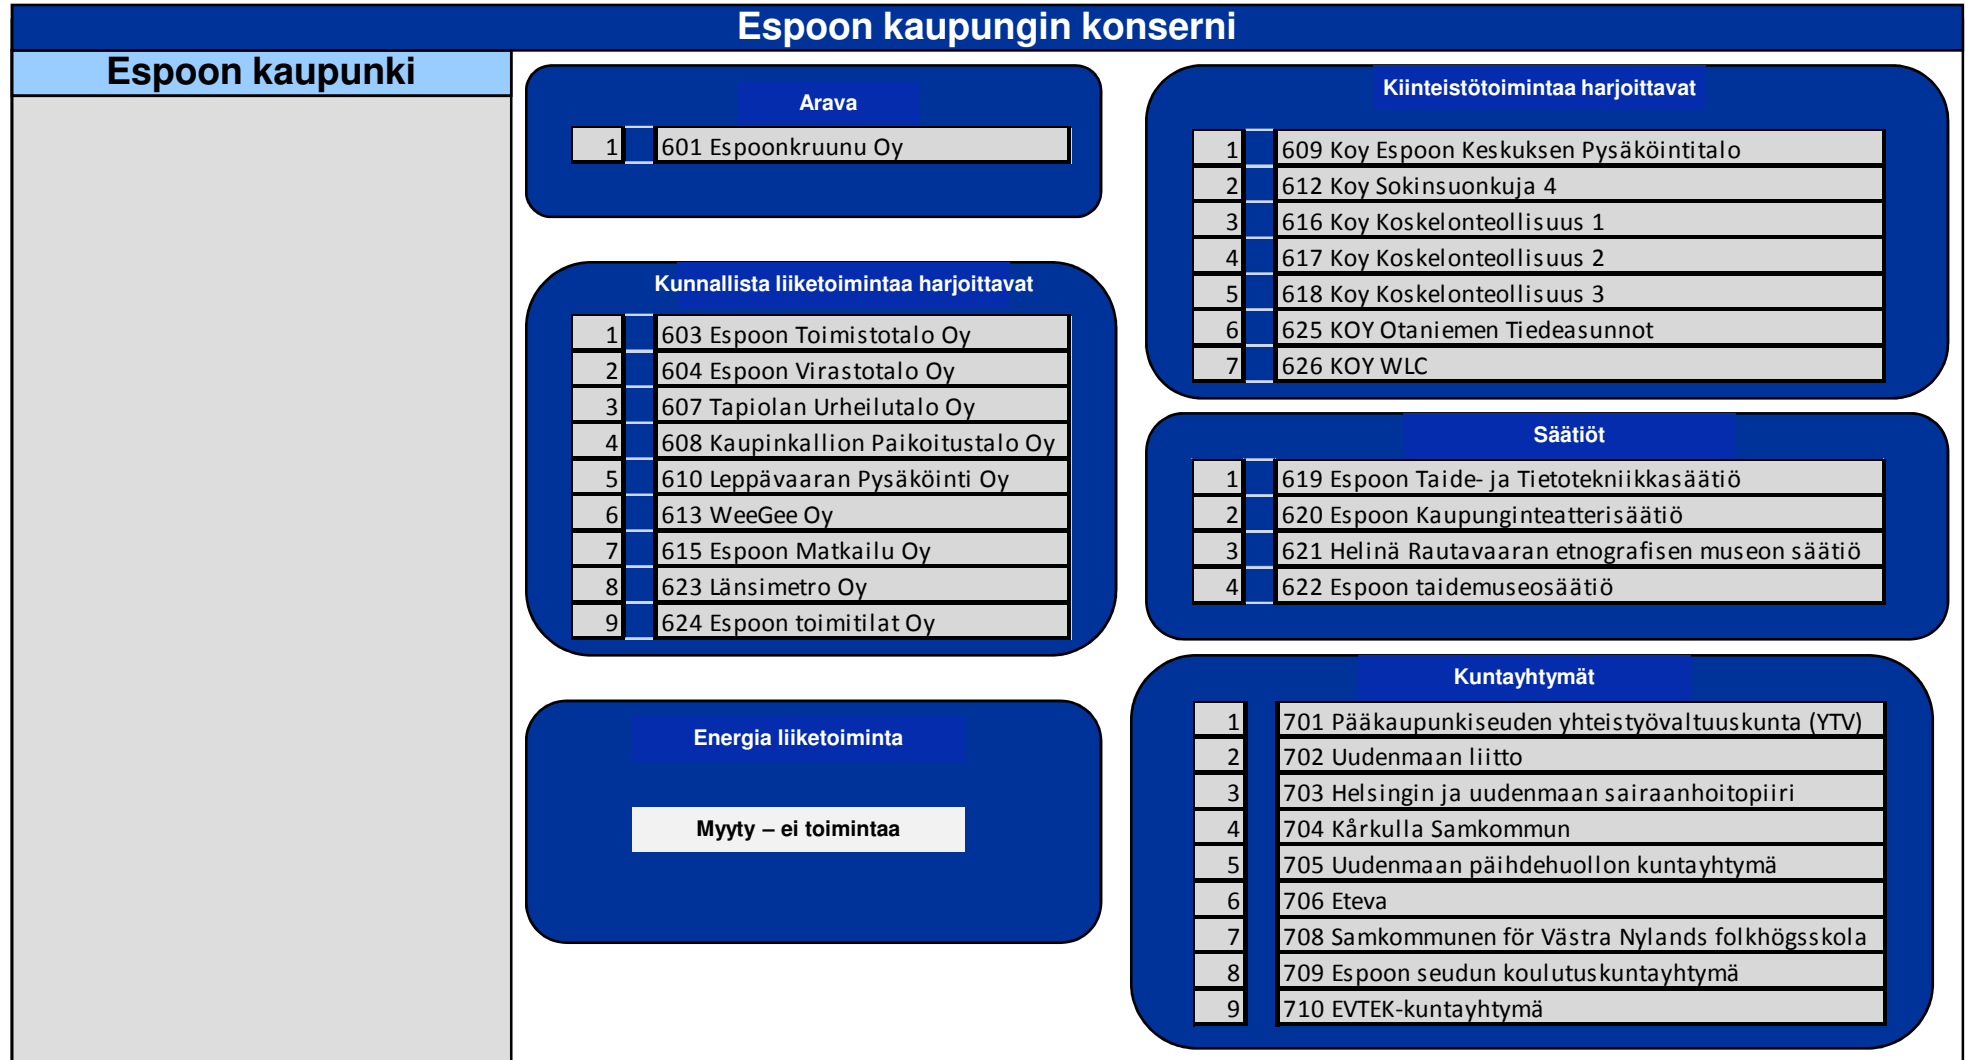 Espoon kaupungin konserni
Espoon kaupunki
Arava
1 601 Espoonkruunu Oy
Kunnallista liiketoimintaa harjoittavat
1 603 Espoon Toimistotalo Oy
2 604 Espoon Virastotalo Oy
3 607 Tapiolan Urheilutalo Oy
4 608 Kaupinkallion Paikoitustalo Oy
5 610 Leppävaaran Pysäköinti Oy
6 613 WeeGee Oy
7 615 Espoon Matkailu Oy
8 623 Länsimetro Oy
9 624 Espoon toimitilat Oy
Energia liiketoiminta
Myyty – ei toimintaa
Kiinteistötoimintaa harjoittavat
1 609 Koy Espoon Keskuksen Pysäköintitalo
2 612 Koy Sokinsuonkuja 4
3 616 Koy Koskelonteollisuus 1
4 617 Koy Koskelonteollisuus 2
5 618 Koy Koskelonteollisuus 3
6 625 KOY Otaniemen Tiedeasunnot
7 626 KOY WLC
Säätiöt
1 619 Espoon Taide- ja Tietotekniikkasäätiö
2 620 Espoon Kaupunginteatterisäätiö
3 621 Helinä Rautavaaran etnografisen museon säätiö
4 622 Espoon taidemuseosäätiö
Kuntayhtymät
1 701 Pääkaupunkiseuden yhteistyövaltuuskunta (YTV)
2 702 Uudenmaan liitto
3 703 Helsingin ja uudenmaan sairaanhoitopiiri
4 704 Kårkulla Samkommun
5 705 Uudenmaan päihdehuollon kuntayhtymä
6 706 Eteva
7 708 Samkommunen för Västra Nylands folkhögsskola
8 709 Espoon seudun koulutuskuntayhtymä
9 710 EVTEK-kuntayhtymä